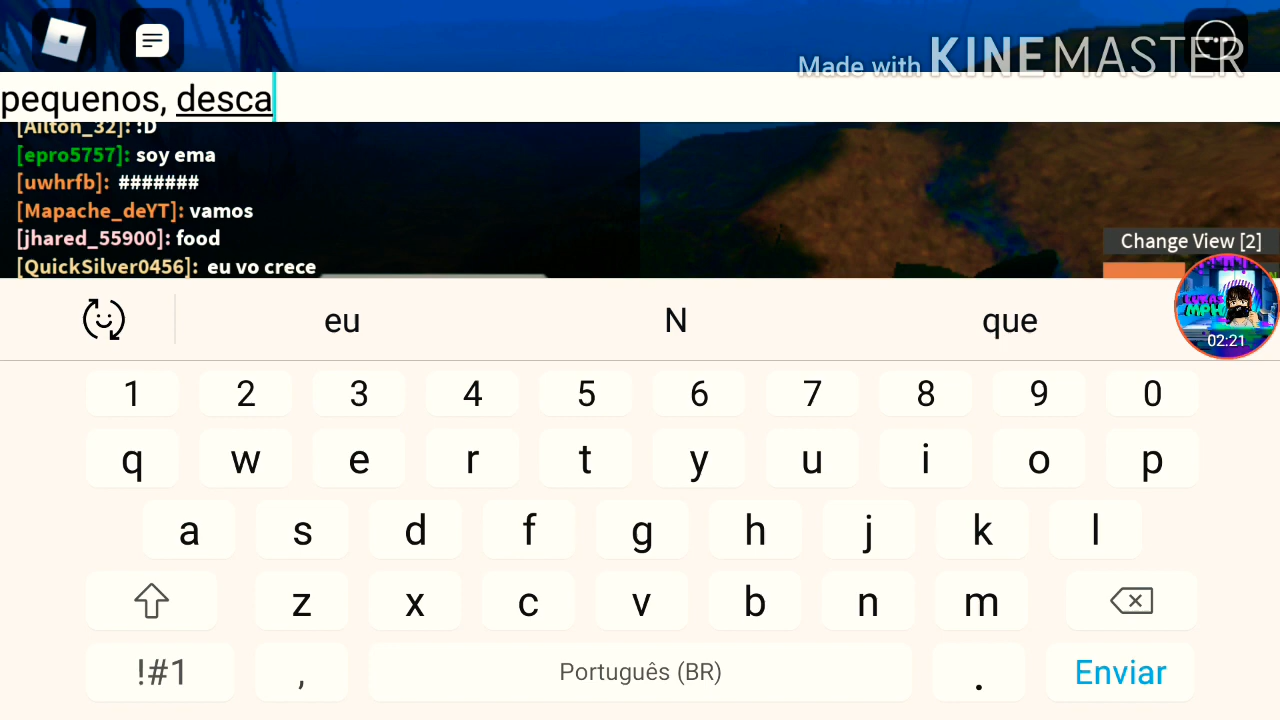 Made with KINEMASTER
pequenos, desca
[Ailton_32]: :D
[epro5757]: soy ema
[uwhrfb]: #######
[Mapache_deYT]: vamos
[jhared_55900]: food
[QuickSilver0456]: eu vo crece
Change View [2]
LUKAS
MPH
02:21
eu N que
1 2 3 4 5 6 7 8 9 0
q w e r t y u i o p
a s d f g h j k l
z x c v b n m
!#1 , Português (BR) . Enviar